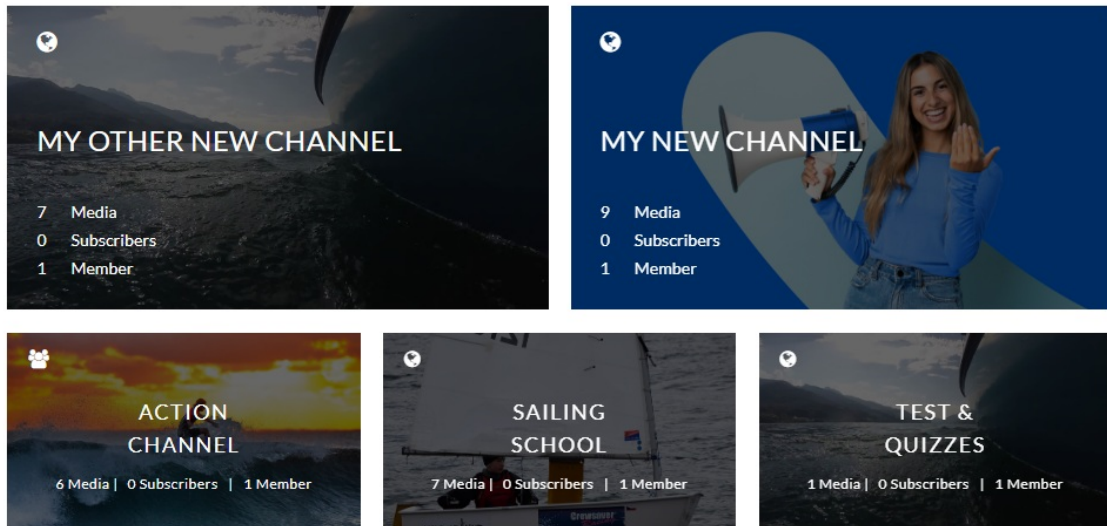 MY OTHER NEW CHANNEL
7 Media
0 Subscribers
1 Member
MY NEW CHANNEL
9 Media
0 Subscribers
1 Member
ACTION
CHANNEL
6 Media | 0 Subscribers | 1 Member
SAILING
SCHOOL
7 Media | 0 Subscribers | 1 Member
Crewsaver
TEST &
QUIZZES
1 Media | 0 Subscribers | 1 Member